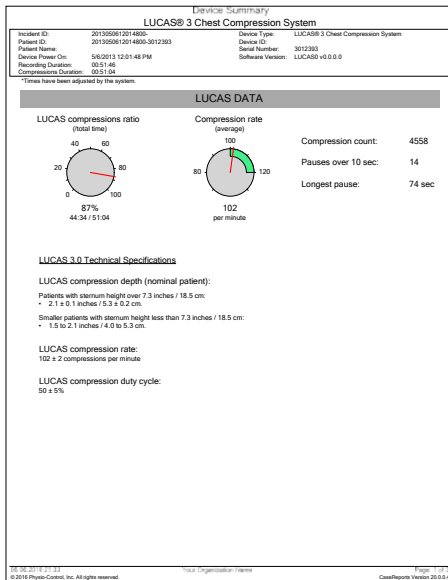 Device Summary
LUCAS® 3 Chest Compression System
Incident ID: 2013050612014800- Device Type: LUCAS® 3 Chest Compression System
Patient ID: 2013050612014800-3012393 Device ID:
Patient Name: Serial Number: 3012393
Device Power On: 5/6/2013 12:01:48 PM Software Version: LUCAS0 v0.0.0.0
Recording Duration: 00:51:46
Compressions Duration: 00:51:04
*Times have been adjusted by the system.
LUCAS DATA
LUCAS compressions ratio
(/total time)
0 20 40 60 80 100
87%
44:34 / 51:04
Compression rate
(average)
80 100 120
102
per minute
Compression count: 4558
Pauses over 10 sec: 14
Longest pause: 74 sec
LUCAS 3.0 Technical Specifications
LUCAS compression depth (nominal patient):
Patients with sternum height over 7.3 inches / 18.5 cm:
• 2.1 ± 0.1 inches / 5.3 ± 0.2 cm.
Smaller patients with sternum height less than 7.3 inches / 18.5 cm:
• 1.5 to 2.1 inches / 4.0 to 5.3 cm.
LUCAS compression rate:
102 ± 2 compressions per minute
LUCAS compression duty cycle:
50 ± 5%
06.06.2016 21:33 Your Organization Name Page: 1 of
© 2016 Physio-Control, Inc. All rights reserved. CaseReports Version 20.0.0.